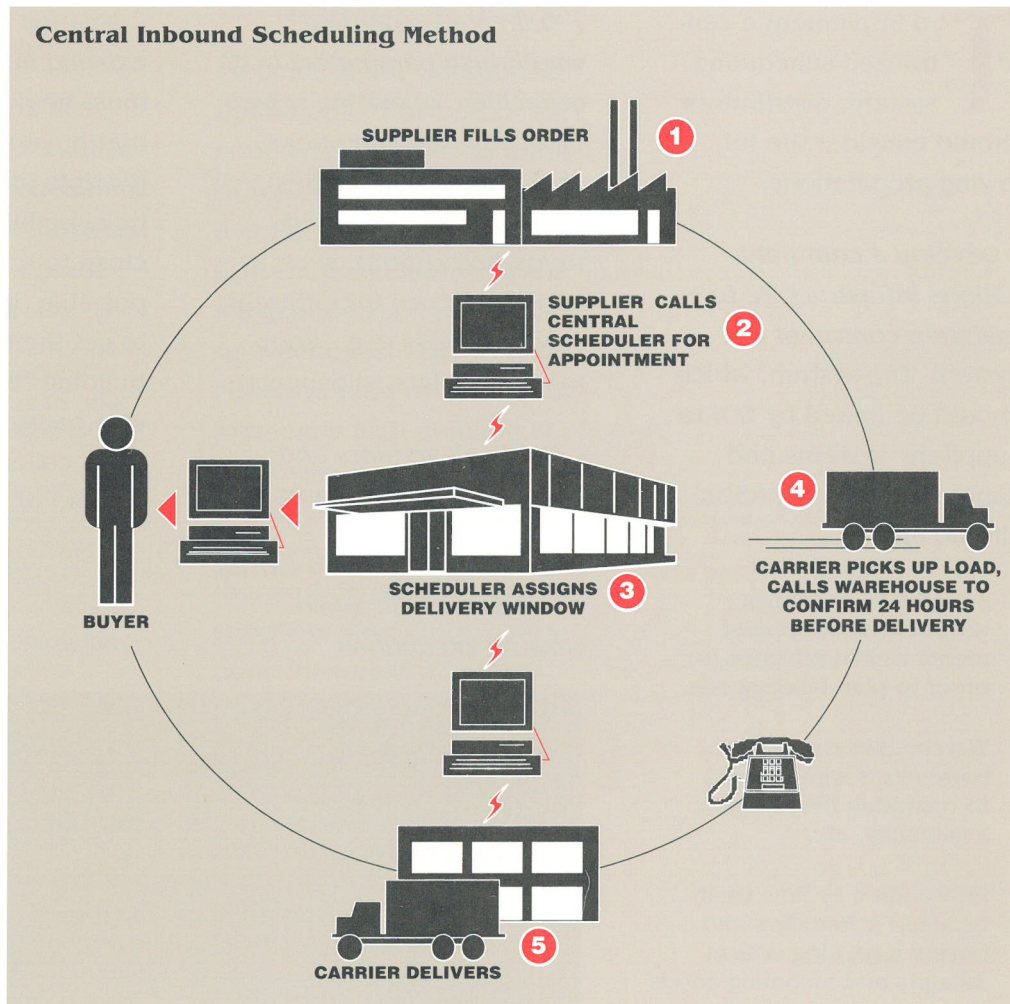 Central Inbound Scheduling Method
SUPPLIER FILLS ORDER
1
SUPPLIER CALLS
CENTRAL
SCHEDULER FOR
APPOINTMENT
2
BUYER
SCHEDULER ASSIGNS
DELIVERY WINDOW
3
4
CARRIER PICKS UP LOAD,
CALLS WAREHOUSE TO
CONFIRM 24 HOURS
BEFORE DELIVERY
5
CARRIER DELIVERS